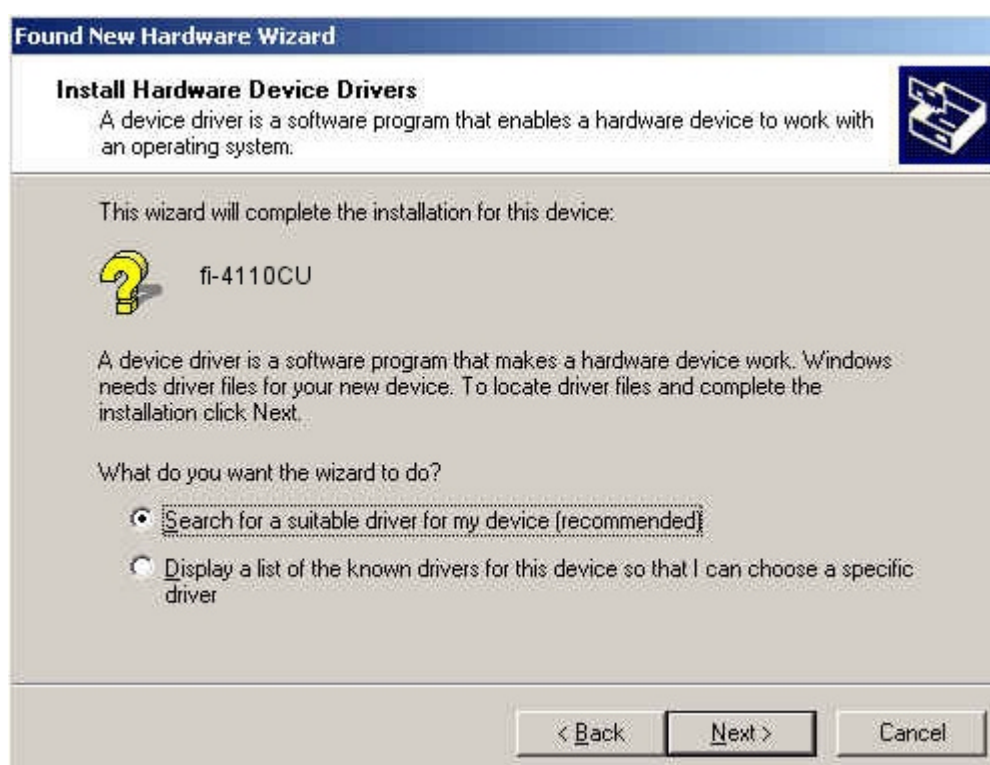 Found New Hardware Wizard
Install Hardware Device Drivers
A device driver is a software program that enables a hardware device to work with
an operating system.
This wizard will complete the installation for this device:
fi-4110CU
A device driver is a software program that makes a hardware device work. Windows
needs driver files for your new device. To locate driver files and complete the
installation click Next.
What do you want the wizard to do?
Search for a suitable driver for my device (recommended)
Display a list of the known drivers for this device so that I can choose a specific
driver
< Back Next > Cancel